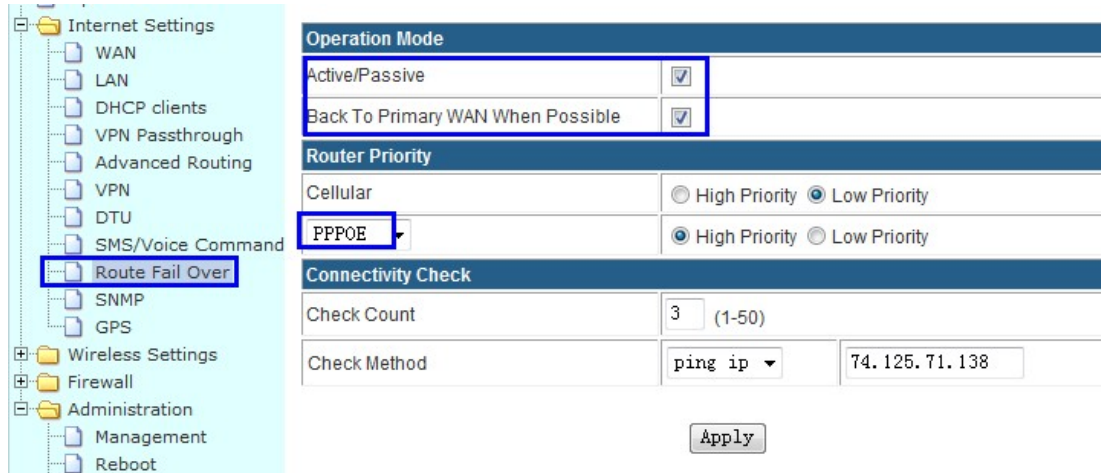 Internet Settings
WAN
LAN
DHCP clients
VPN Passthrough
Advanced Routing
VPN
DTU
SMS/Voice Command
Route Fail Over
SNMP
GPS
Wireless Settings
Firewall
Administration
Management
Reboot
Operation Mode
Active/Passive
Back To Primary WAN When Possible
Router Priority
Cellular High Priority Low Priority
PPPOE High Priority Low Priority
Connectivity Check
Check Count 3 (1-50)
Check Method ping ip 74.125.71.138
Apply